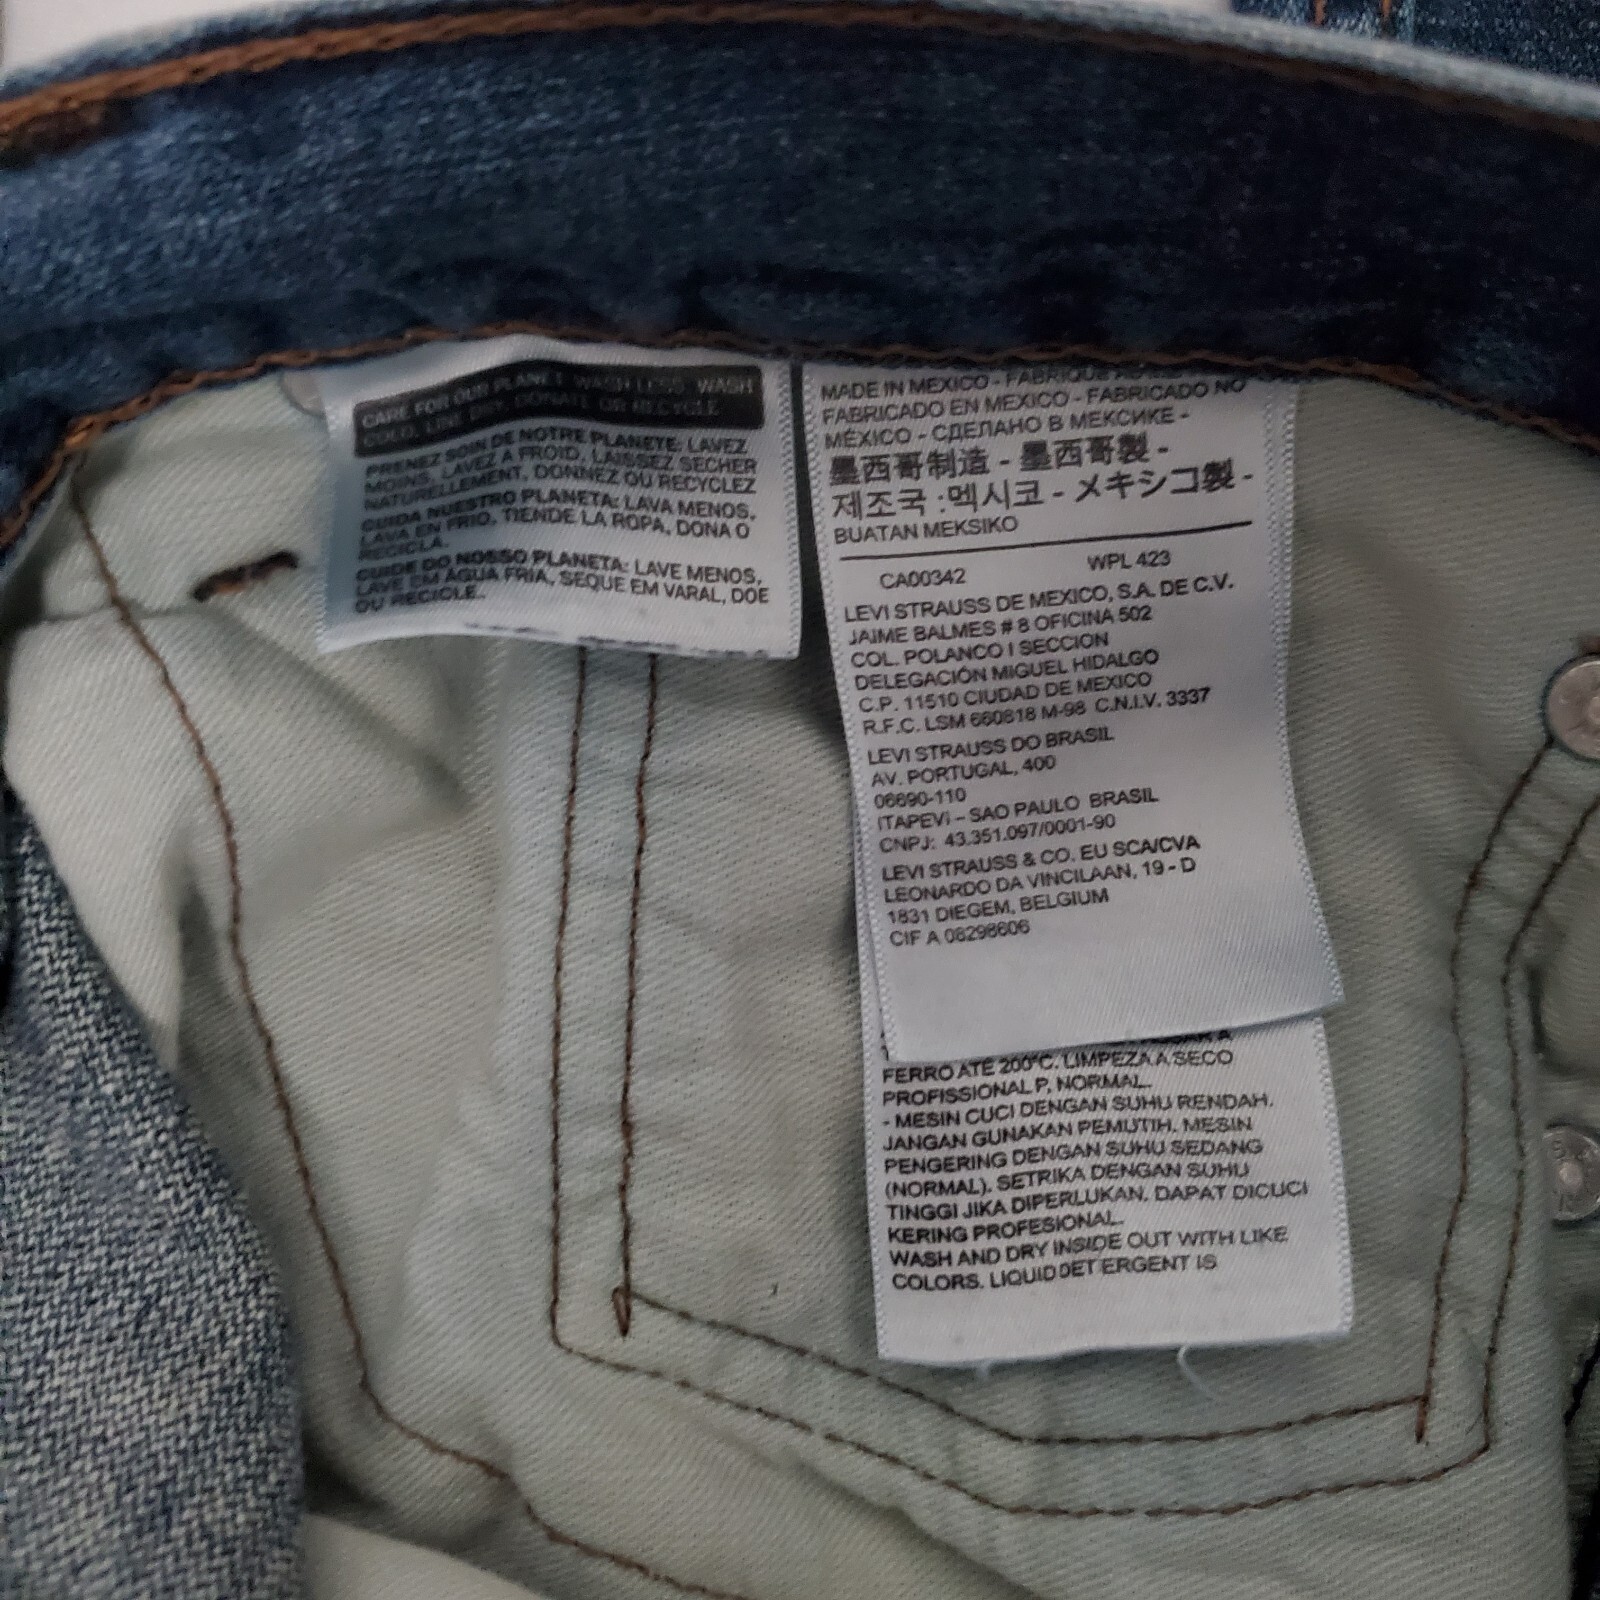 CARE FOR OUR PLANET: WASH LESS, WASH
COLD, LINE DRY, DONATE OR RECYCLE
PRENEZ SOIN DE NOTRE PLANETE: LAVEZ
MOINS, LAVEZ A FROID, LAISSEZ SECHER
NATURELLEMENT, DONNEZ OU RECYCLEZ
CUIDA NUESTRO PLANETA: LAVA MENOS,
LAVA EN FRIO, TIENDE LA ROPA, DONA O
RECICLA.
CUIDE DO NOSSO PLANETA: LAVE MENOS,
LAVE EM ÁGUA FRIA, SEQUE EM VARAL, DOE
OU RECICLE.
MADE IN MEXICO - FABRIQUÉ AU
FABRICADO EN MEXICO - FABRICADO NO
MÉXICO - СДЕЛАНО В МЕКСИКЕ -
墨西哥制造 - 墨西哥製 -
제조국 :멕시코 - メキシコ製 -
BUATAN MEKSIKO
CA00342 WPL 423
LEVI STRAUSS DE MEXICO, S.A. DE C.V.
JAIME BALMES # 8 OFICINA 502
COL. POLANCO I SECCION
DELEGACIÓN MIGUEL HIDALGO
C.P. 11510 CIUDAD DE MEXICO
R.F.C. LSM 660818 M-98 C.N.I.V. 3337
LEVI STRAUSS DO BRASIL
AV. PORTUGAL, 400
06690-110
ITAPEVI – SAO PAULO BRASIL
CNPJ: 43.351.097/0001-90
LEVI STRAUSS & CO. EU SCA/CVA
LEONARDO DA VINCILAAN, 19 - D
1831 DIEGEM, BELGIUM
CIF A 08298606
FERRO ATÉ 200°C. LIMPEZA A SECO
PROFISSIONAL P, NORMAL.
- MESIN CUCI DENGAN SUHU RENDAH.
JANGAN GUNAKAN PEMUTIH. MESIN
PENGERING DENGAN SUHU SEDANG
(NORMAL). SETRIKA DENGAN SUHU
TINGGI JIKA DIPERLUKAN. DAPAT DICUCI
KERING PROFESIONAL.
WASH AND DRY INSIDE OUT WITH LIKE
COLORS. LIQUID DETERGENT IS